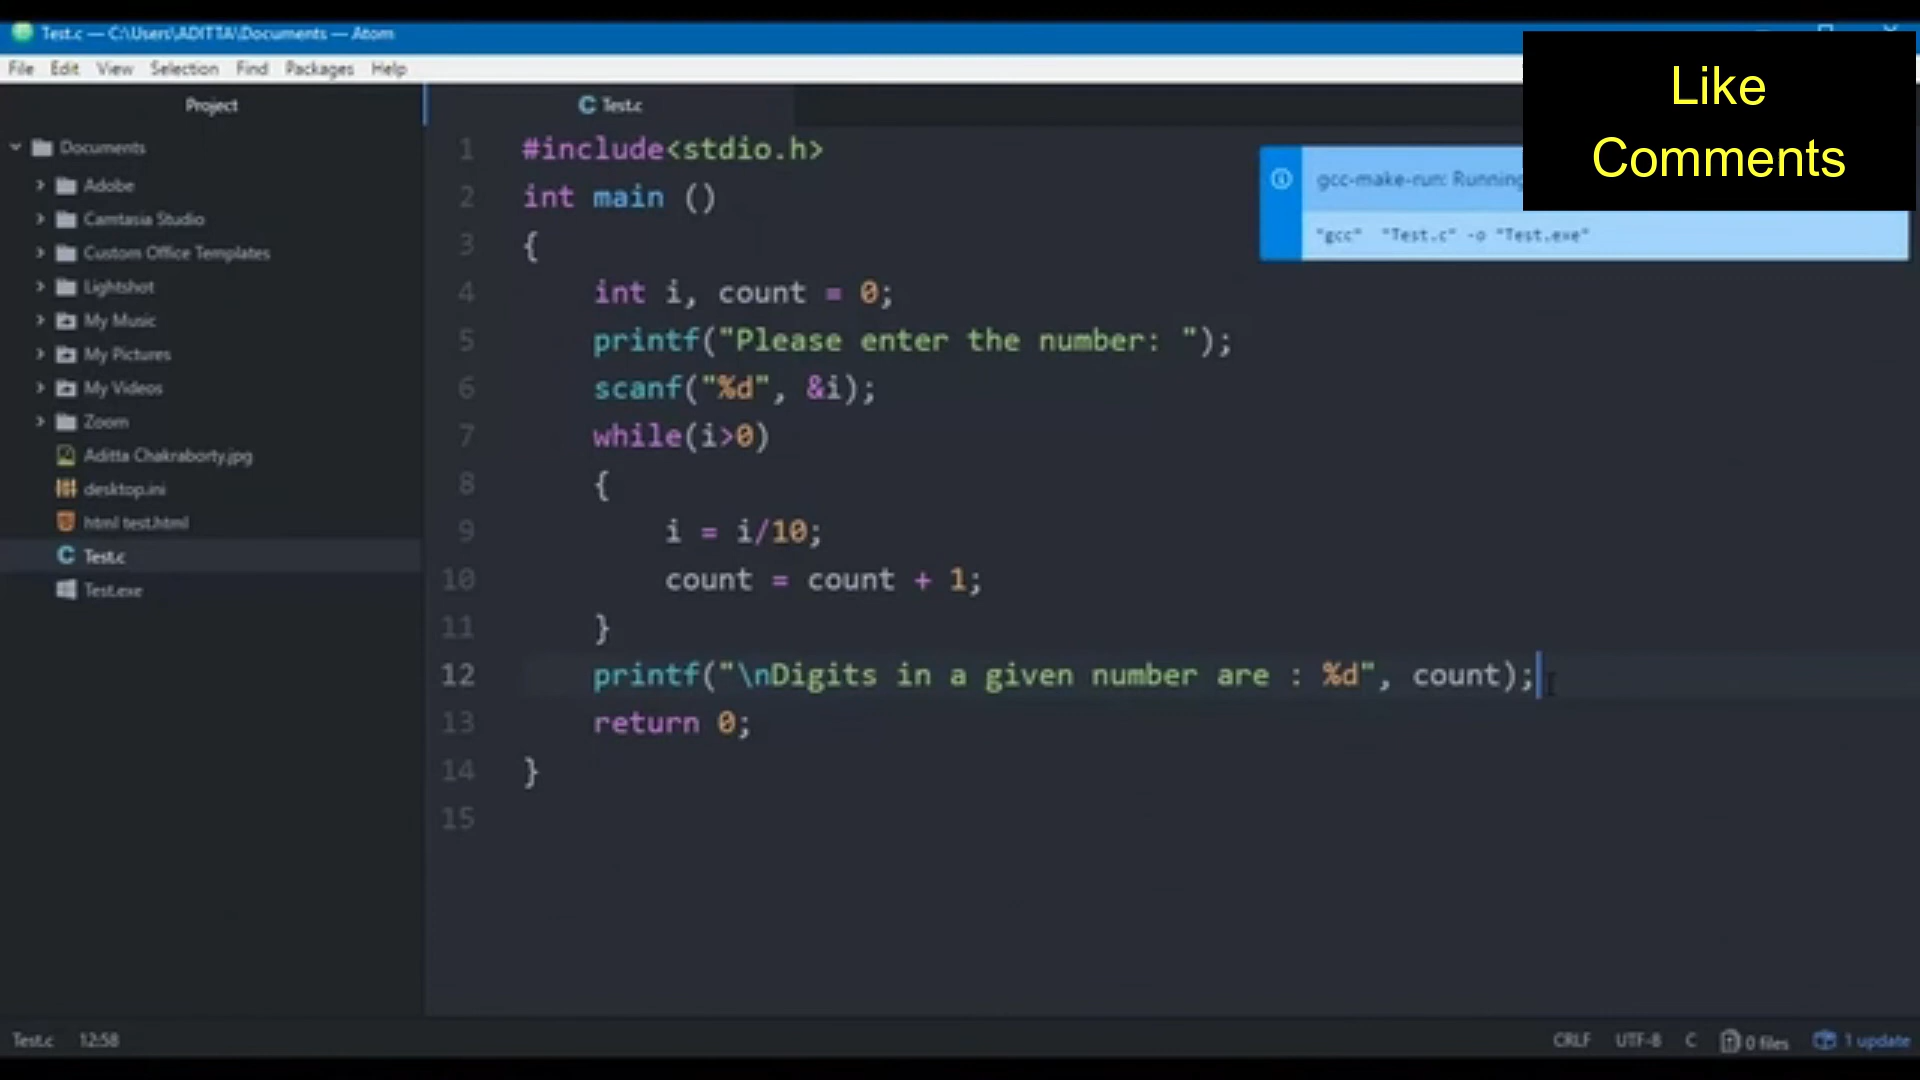 Test.c — C:\Users\ADITTA\Documents — Atom
File Edit View Selection Find Packages Help
Like
Comments
Project
Test.c
Documents
Adobe
Camtasia Studio
Custom Office Templates
Lightshot
My Music
My Pictures
My Videos
Zoom
Aditta Chakraborty.jpg
desktop.ini
html test.html
Test.c
Test.exe
1 #include<stdio.h>
2 int main ()
3 {
4 int i, count = 0;
5 printf("Please enter the number: ");
6 scanf("%d", &i);
7 while(i>0)
8 {
9 i = i/10;
10 count = count + 1;
11 }
12 printf("\nDigits in a given number are : %d", count);
13 return 0;
14 }
15
gcc-make-run: Running
"gcc" "Test.c" -o "Test.exe"
Test.c 12:58 CRLF UTF-8 C 0 files 1 update